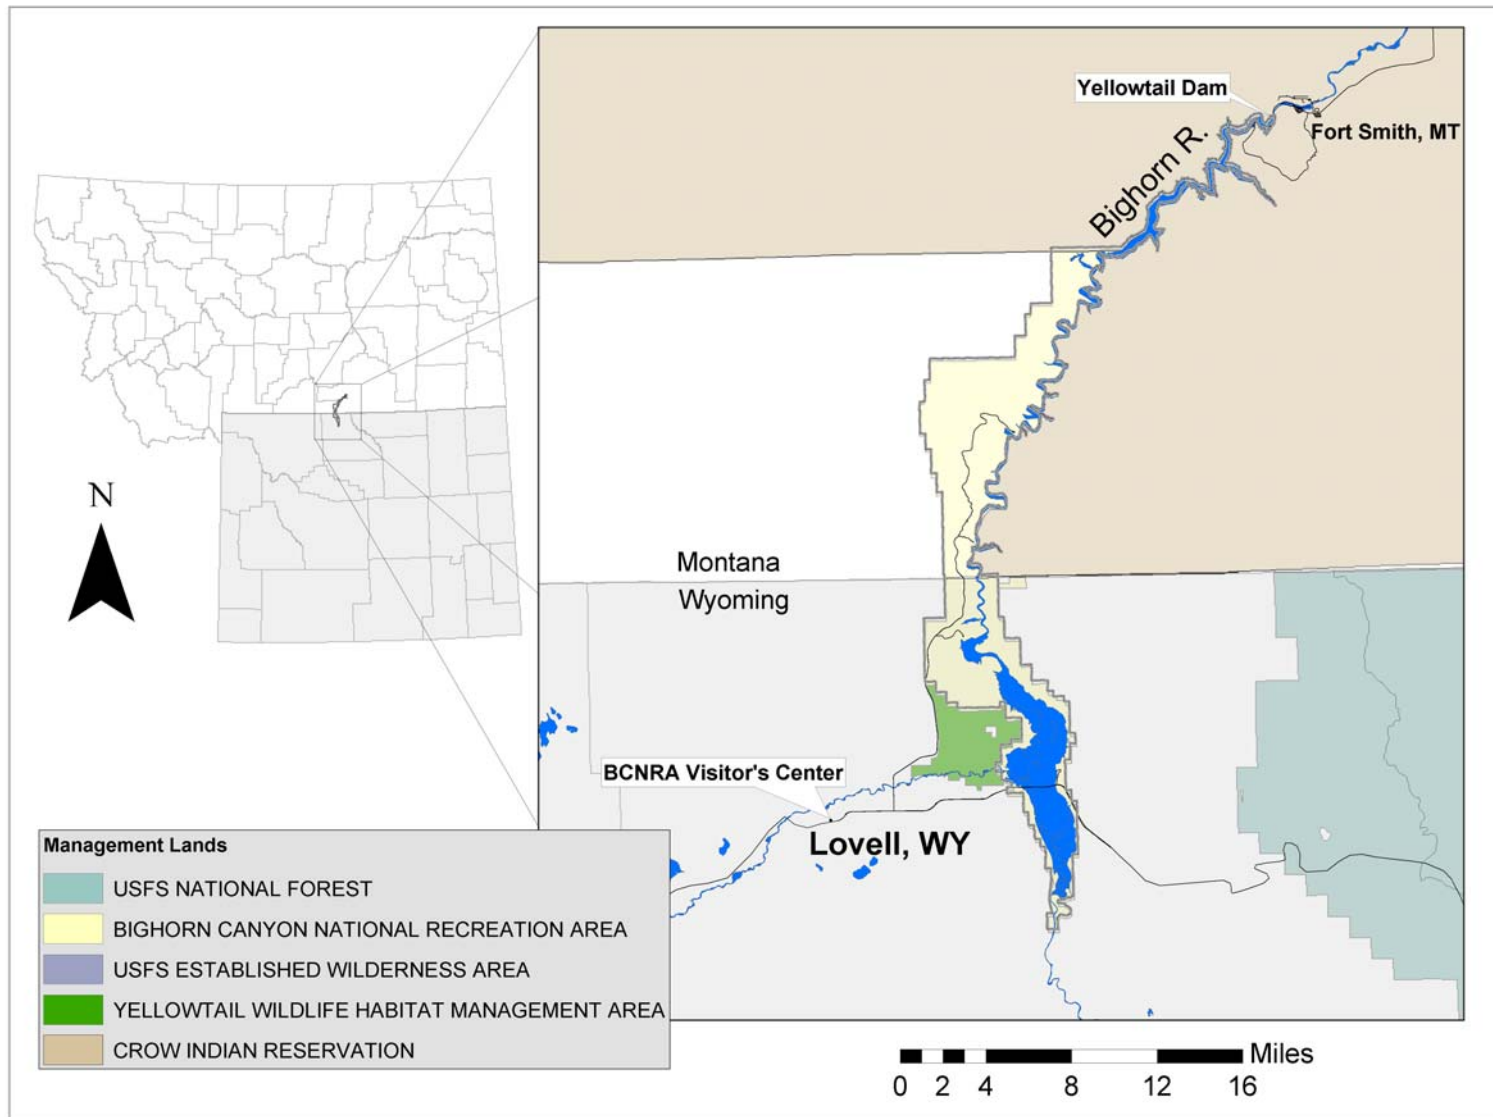 Yellowtail Dam
Fort Smith, MT
Bighorn R.
N
Montana
Wyoming
BCNRA Visitor's Center
Lovell, WY
Management Lands
USFS NATIONAL FOREST
BIGHORN CANYON NATIONAL RECREATION AREA
USFS ESTABLISHED WILDERNESS AREA
YELLOWTAIL WILDLIFE HABITAT MANAGEMENT AREA
CROW INDIAN RESERVATION
Miles
0 2 4 8 12 16